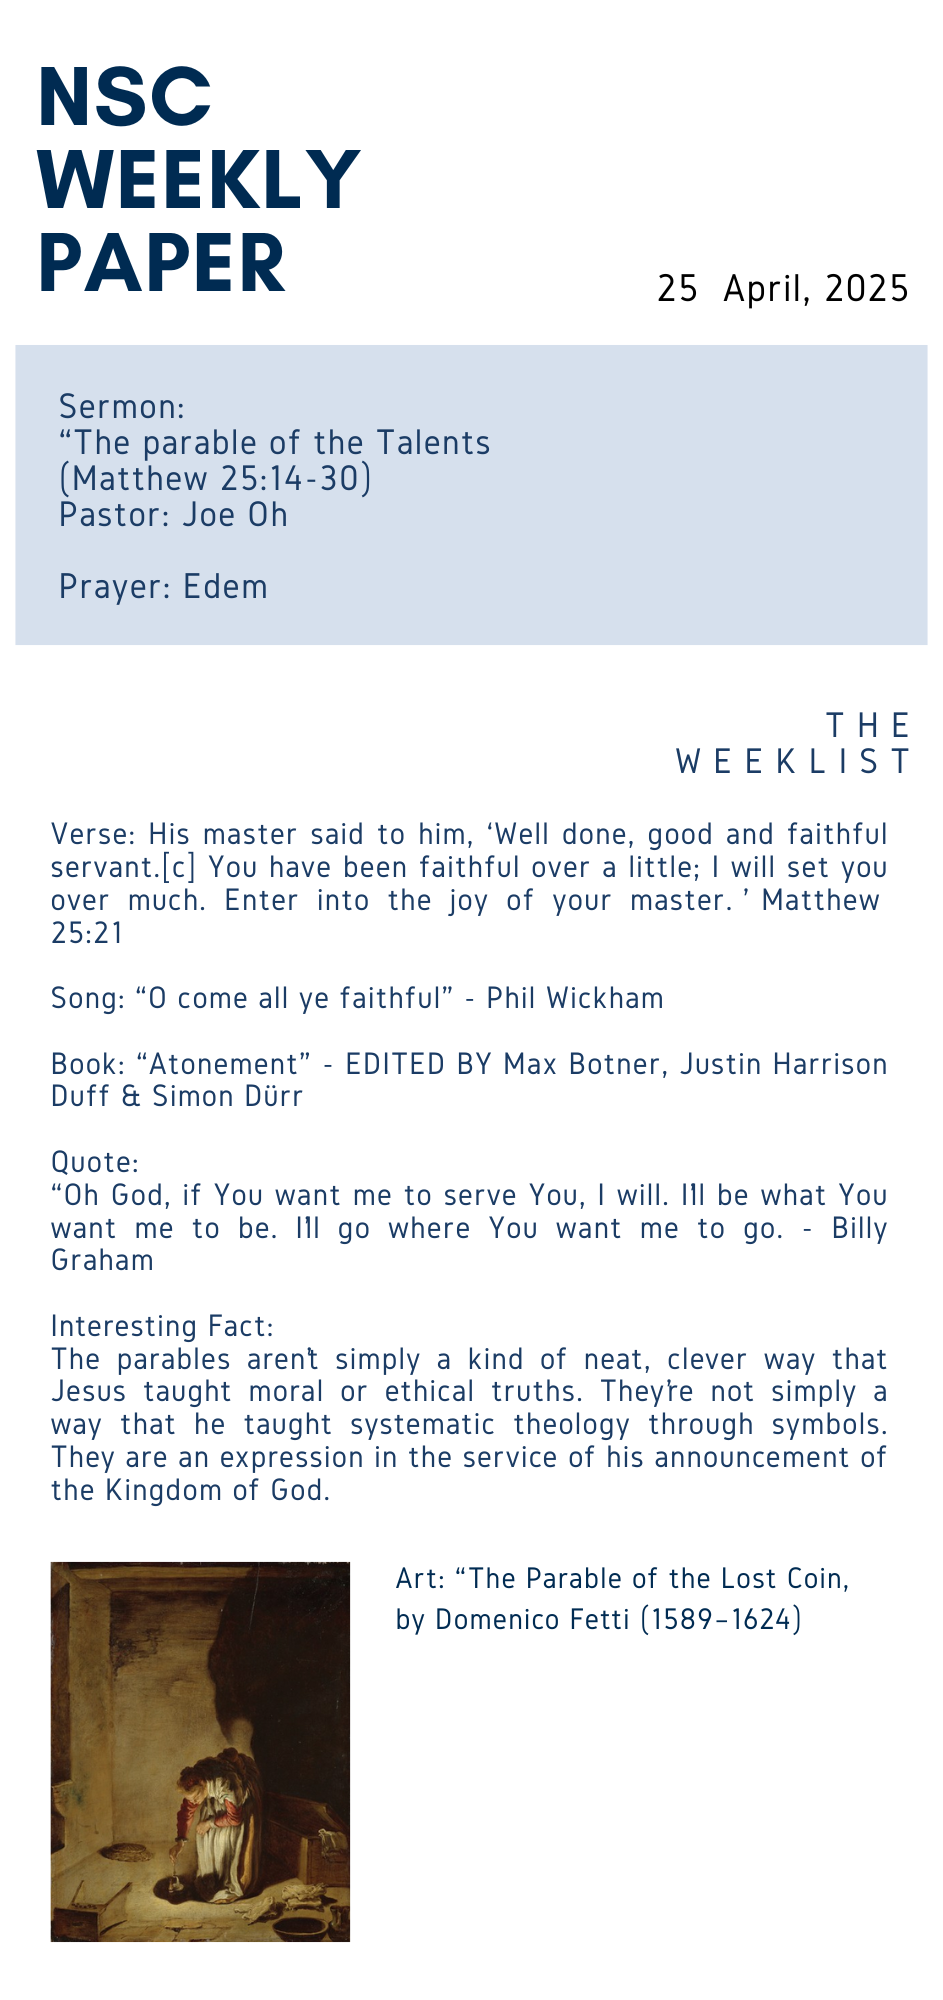 NSC
WEEKLY
PAPER
25 April, 2025
Sermon:
“The parable of the Talents
(Matthew 25:14-30)
Pastor: Joe Oh
Prayer: Edem
THE
WEEKLIST
Verse: His master said to him, ‘Well done, good and faithful
servant.[c] You have been faithful over a little; I will set you
over much. Enter into the joy of your master. ’ Matthew
25:21
Song: “O come all ye faithful” - Phil Wickham
Book: “Atonement” - EDITED BY Max Botner, Justin Harrison
Duff & Simon Dürr
Quote:
“Oh God, if You want me to serve You, I will. I’ll be what You
want me to be. I’ll go where You want me to go. - Billy
Graham
Interesting Fact:
The parables aren’t simply a kind of neat, clever way that
Jesus taught moral or ethical truths. They’re not simply a
way that he taught systematic theology through symbols.
They are an expression in the service of his announcement of
the Kingdom of God.
Art: “The Parable of the Lost Coin,
by Domenico Fetti (1589–1624)